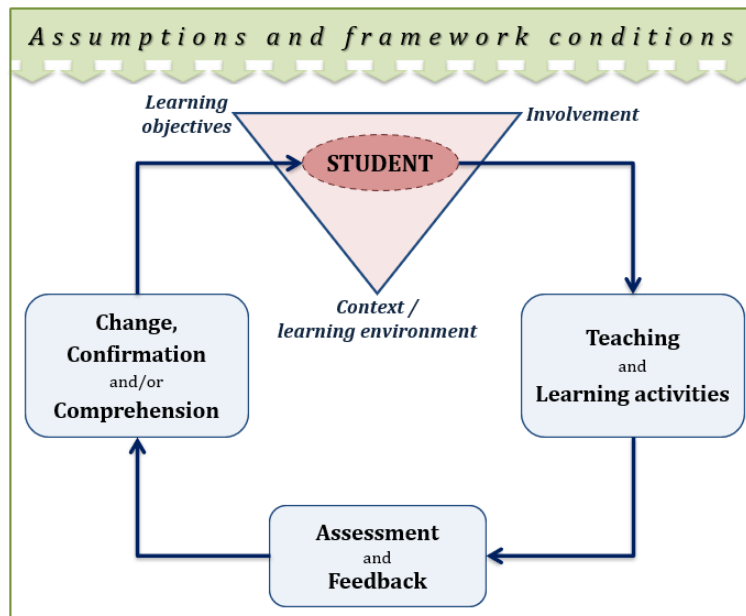 Assumptions and framework conditions
Learning
objectives
Involvement
STUDENT
Context /
learning environment
Change,
Confirmation
and/or
Comprehension
Teaching
and
Learning activities
Assessment
and
Feedback